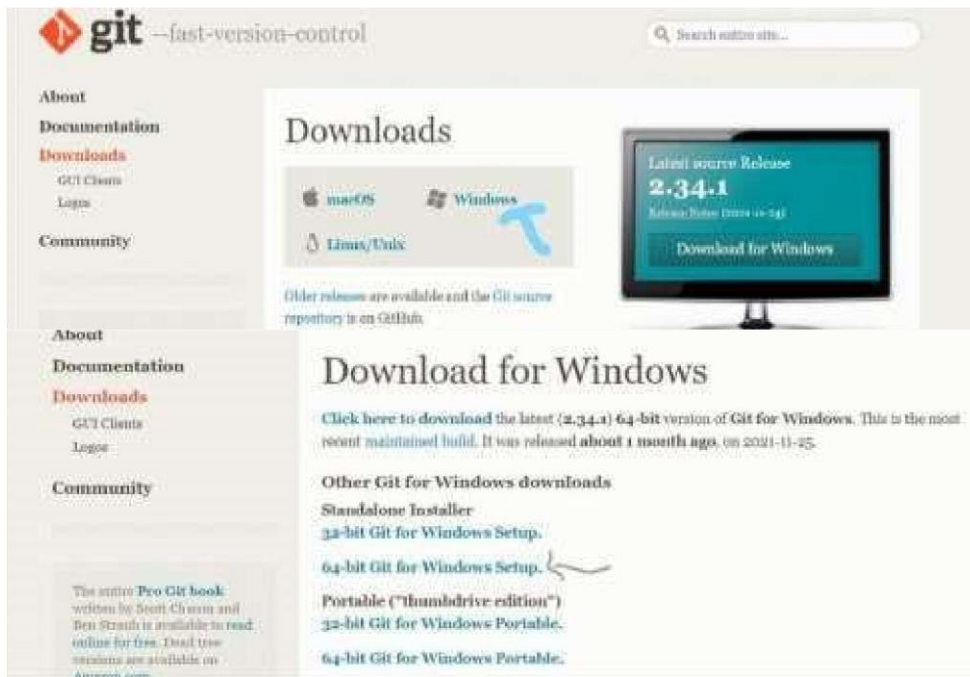 git --fast-version-control
Search entire site...
About
Documentation
Downloads
GUI Clients
Logos
Community
Downloads
macOS
Windows
Linux/Unix
Older releases are available and the Git source
repository is on GitHub.
Latest source Release
2.34.1
Release Notes (2021-11-24)
Download for Windows
About
Documentation
Downloads
GUI Clients
Logos
Community
The entire Pro Git book
written by Scott Chacon and
Ben Straub is available to read
online for free. Dead tree
versions are available on
Amazon.com.
Download for Windows
Click here to download the latest (2.34.1) 64-bit version of Git for Windows. This is the most
recent maintained build. It was released about 1 month ago, on 2021-11-25.
Other Git for Windows downloads
Standalone Installer
32-bit Git for Windows Setup.
64-bit Git for Windows Setup.
Portable ("thumbdrive edition")
32-bit Git for Windows Portable.
64-bit Git for Windows Portable.